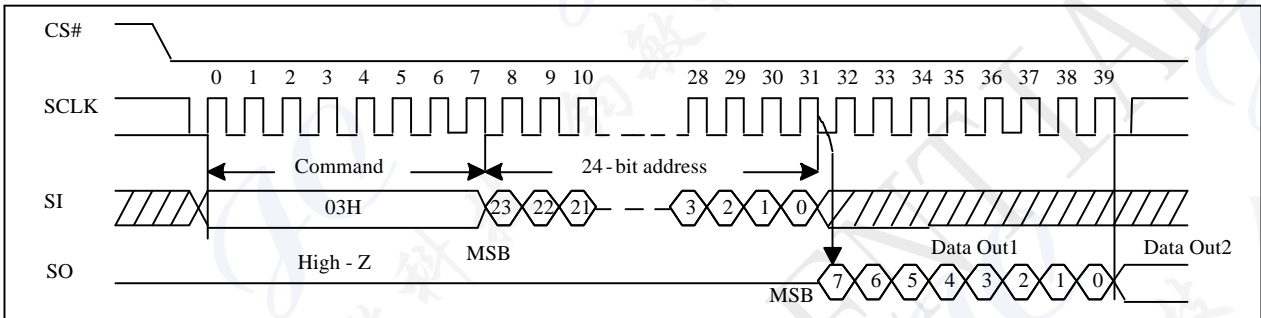 CS#
0 1 2 3 4 5 6 7 8 9 10 28 29 30 31 32 33 34 35 36 37 38 39
SCLK
Command 24-bit address
SI 03H 23 22 21 3 2 1 0
MSB Data Out1 Data Out2
SO High - Z
MSB 7 6 5 4 3 2 1 0